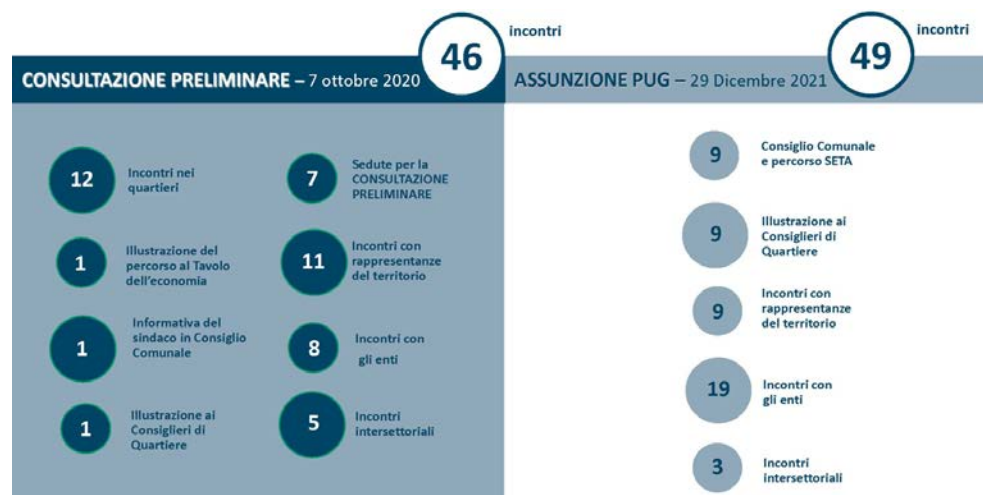 46
incontri
CONSULTAZIONE PRELIMINARE – 7 ottobre 2020
12
Incontri nei
quartieri
1
Illustrazione del
percorso al Tavolo
dell'economia
1
Informativa del
sindaco in Consiglio
Comunale
1
Illustrazione ai
Consiglieri di
Quartiere
7
Sedute per la
CONSULTAZIONE
PRELIMINARE
11
Incontri con
rappresentanze
del territorio
8
Incontri con
gli enti
5
Incontri
intersettoriali
49
incontri
ASSUNZIONE PUG – 29 Dicembre 2021
9
Consiglio Comunale
e percorso SETA
9
Illustrazione ai
Consiglieri di
Quartiere
9
Incontri con
rappresentanze
del territorio
19
Incontri con
gli enti
3
Incontri
intersettoriali